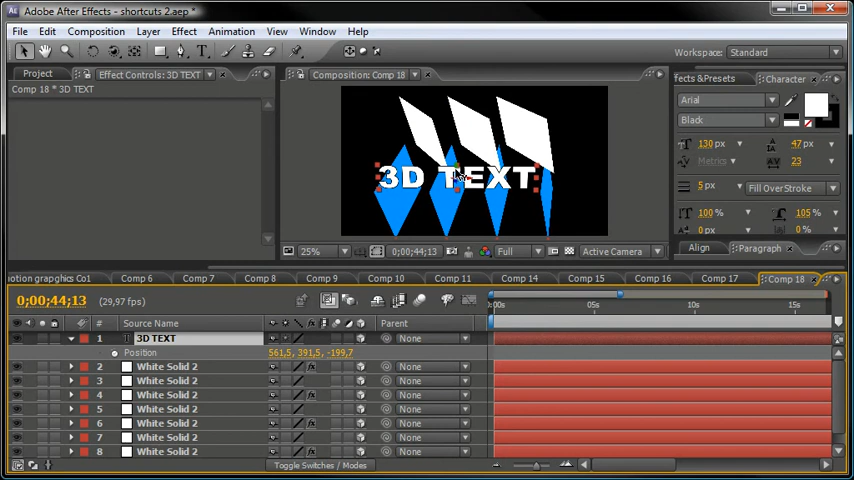 Adobe After Effects - shortcuts 2.aep *
File Edit Composition Layer Effect Animation View Window Help
Workspace: Standard
Project Effect Controls: 3D TEXT
Comp 18 * 3D TEXT
Composition: Comp 18
3D TEXT
25% 0;00;44;13 Full Active Camera
ffects&Presets Character
Arial
Black
130 px 47 px
Metrics 23
5 px Fill Over Stroke
100 % 105 %
0 px 0 %
Align Paragraph
otion grapghics Co1 Comp 6 Comp 7 Comp 8 Comp 9 Comp 10 Comp 11 Comp 14 Comp 15 Comp 16 Comp 17 Comp 18
0;00;44;13 (29,97 fps)
:00s 05s 10s 15s
# Source Name Parent
1 T 3D TEXT None
Position 561,5, 391,5, -199,7
2 White Solid 2 fx None
3 White Solid 2 None
4 White Solid 2 fx None
5 White Solid 2 None
6 White Solid 2 fx None
7 White Solid 2 None
8 White Solid 2 fx None
Toggle Switches / Modes